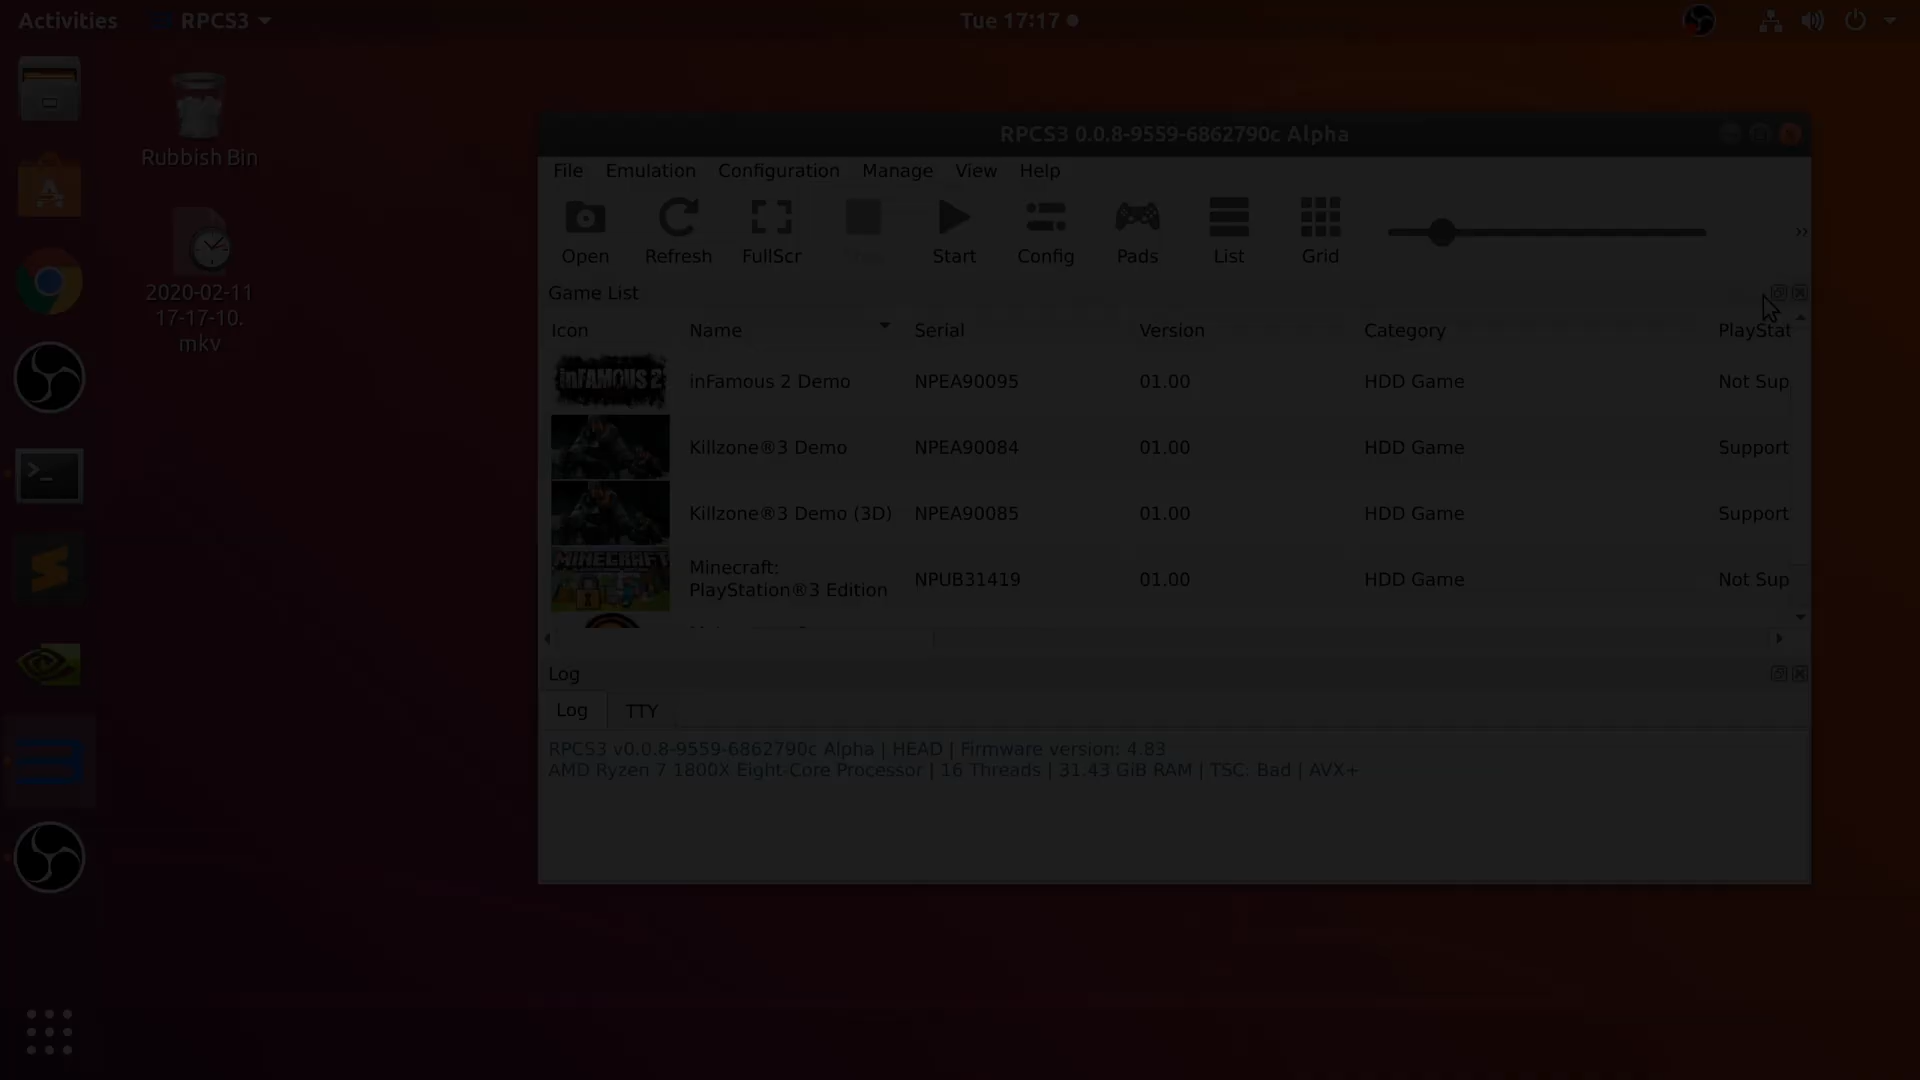 Activities
RPCS3
Tue 17:17
Rubbish Bin
2020-02-11
17-17-10.
mkv
RPCS3 0.0.8-9559-6862790c Alpha
File Emulation Configuration Manage View Help
Open Refresh FullScr Start Config Pads List Grid
Game List
Icon Name Serial Version Category PlayStat
inFAMOUS 2
inFamous 2 Demo NPEA90095 01.00 HDD Game Not Sup
Killzone®3 Demo NPEA90084 01.00 HDD Game Support
Killzone®3 Demo (3D) NPEA90085 01.00 HDD Game Support
MINECRAFT
Minecraft:
PlayStation®3 Edition NPUB31419 01.00 HDD Game Not Sup
Log
Log TTY
RPCS3 v0.0.8-9559-6862790c Alpha | HEAD | Firmware version: 4.83
AMD Ryzen 7 1800X Eight-Core Processor | 16 Threads | 31.43 GiB RAM | TSC: Bad | AVX+